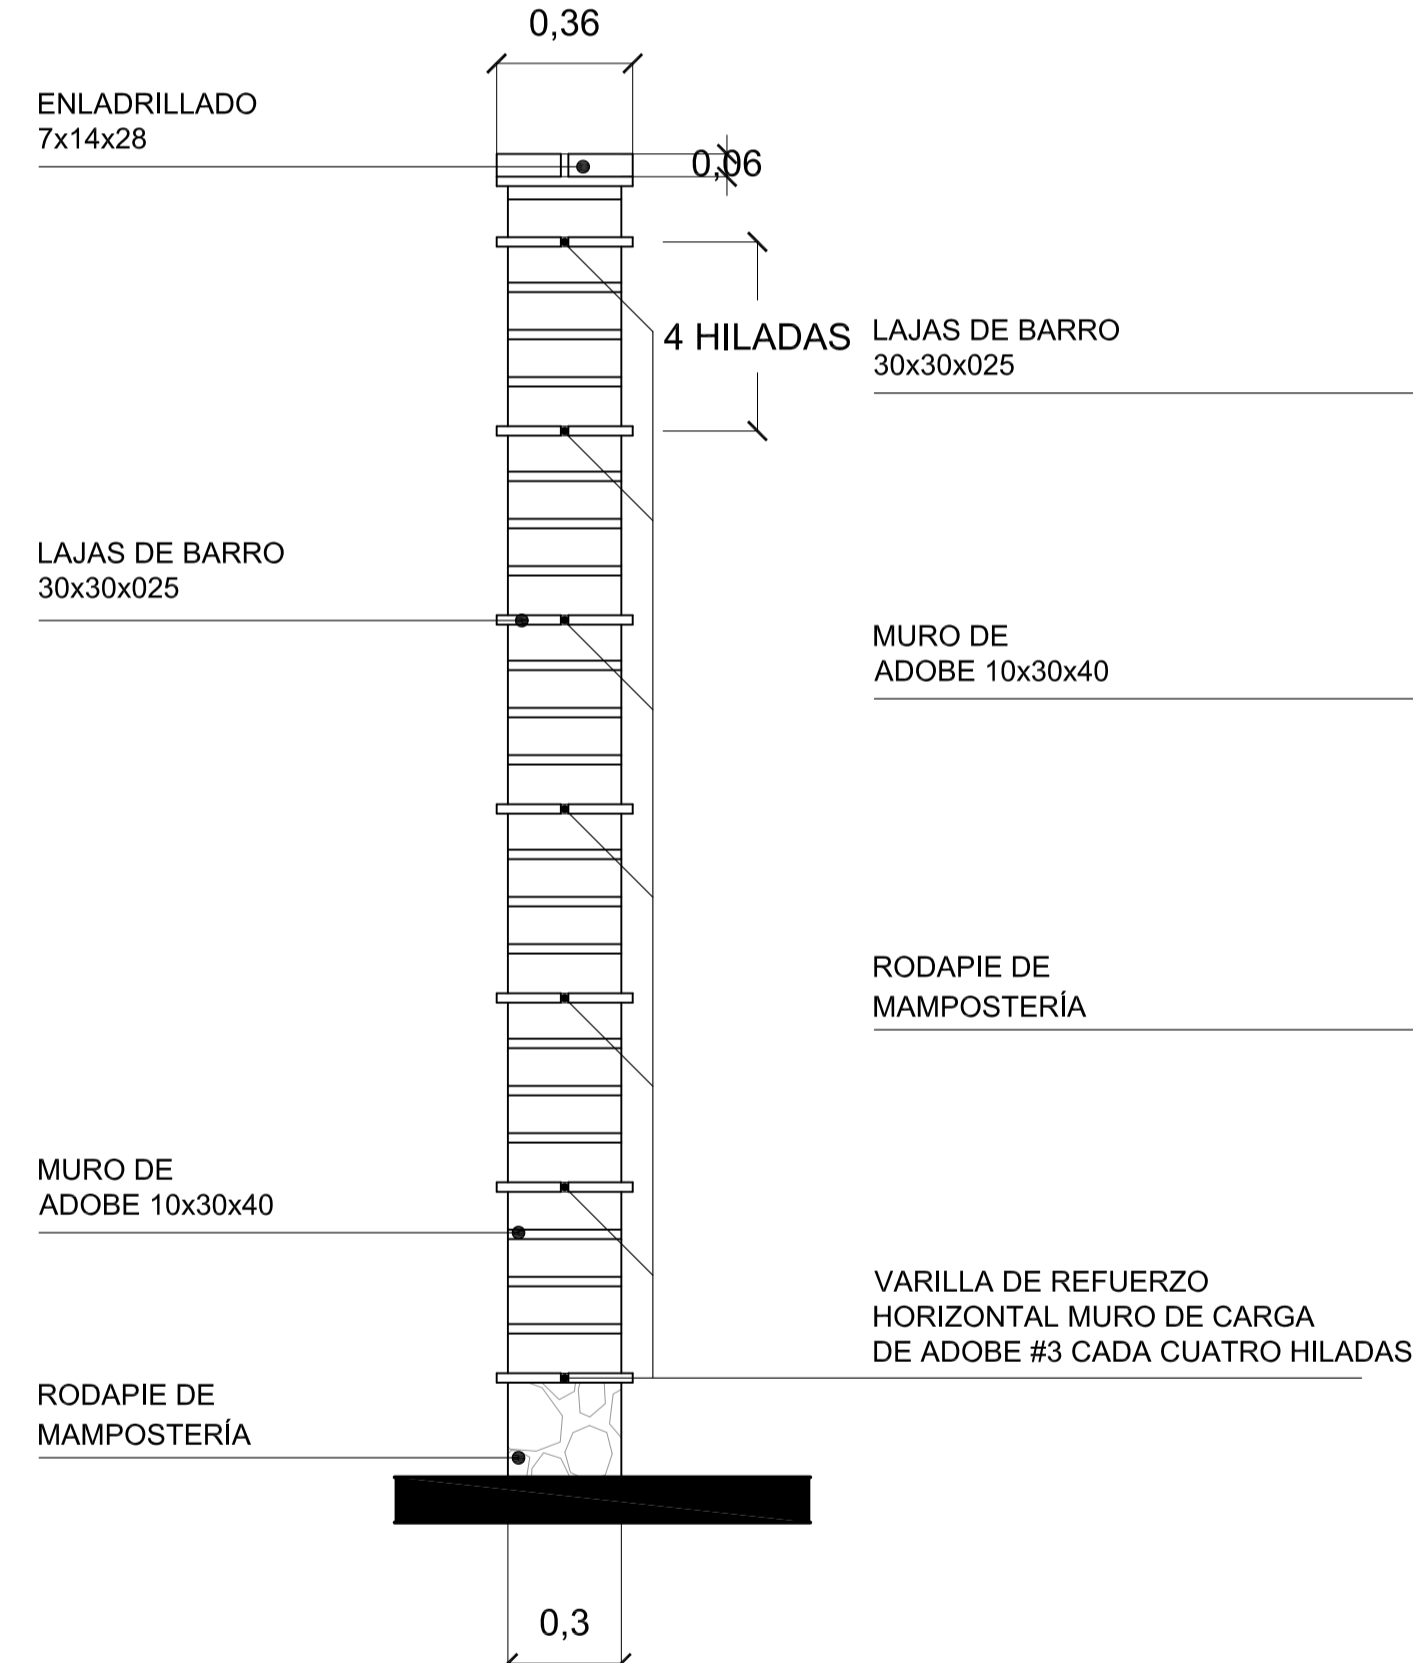 0,36
ENLADRILLADO
7x14x28
0,06
4 HILADAS
LAJAS DE BARRO
30x30x025
LAJAS DE BARRO
30x30x025
MURO DE
ADOBE 10x30x40
RODAPIE DE
MAMPOSTERÍA
MURO DE
ADOBE 10x30x40
VARILLA DE REFUERZO
HORIZONTAL MURO DE CARGA
DE ADOBE #3 CADA CUATRO HILADAS
RODAPIE DE
MAMPOSTERÍA
0,3